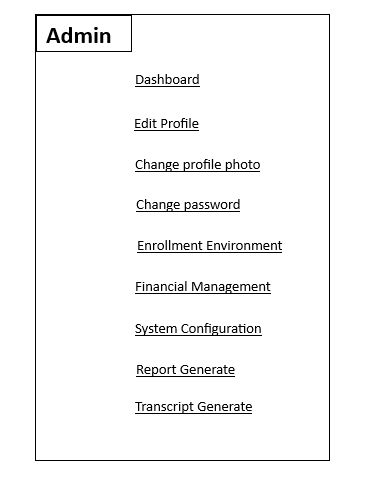 Admin
Dashboard
Edit Profile
Change profile photo
Change password
Enrollment Environment
Financial Management
System Configuration
Report Generate
Transcript Generate